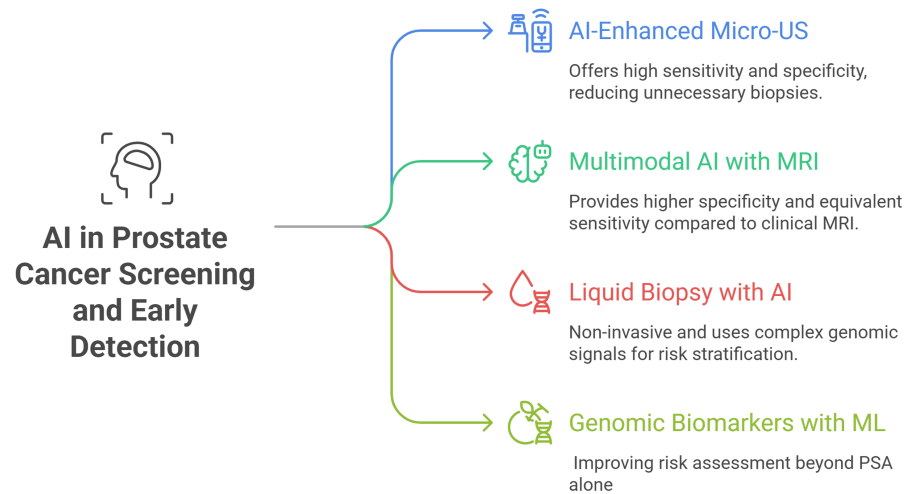 AI in Prostate
Cancer Screening
and Early
Detection
AI-Enhanced Micro-US
Offers high sensitivity and specificity,
reducing unnecessary biopsies.
Multimodal AI with MRI
Provides higher specificity and equivalent
sensitivity compared to clinical MRI.
Liquid Biopsy with AI
Non-invasive and uses complex genomic
signals for risk stratification.
Genomic Biomarkers with ML
Improving risk assessment beyond PSA
alone